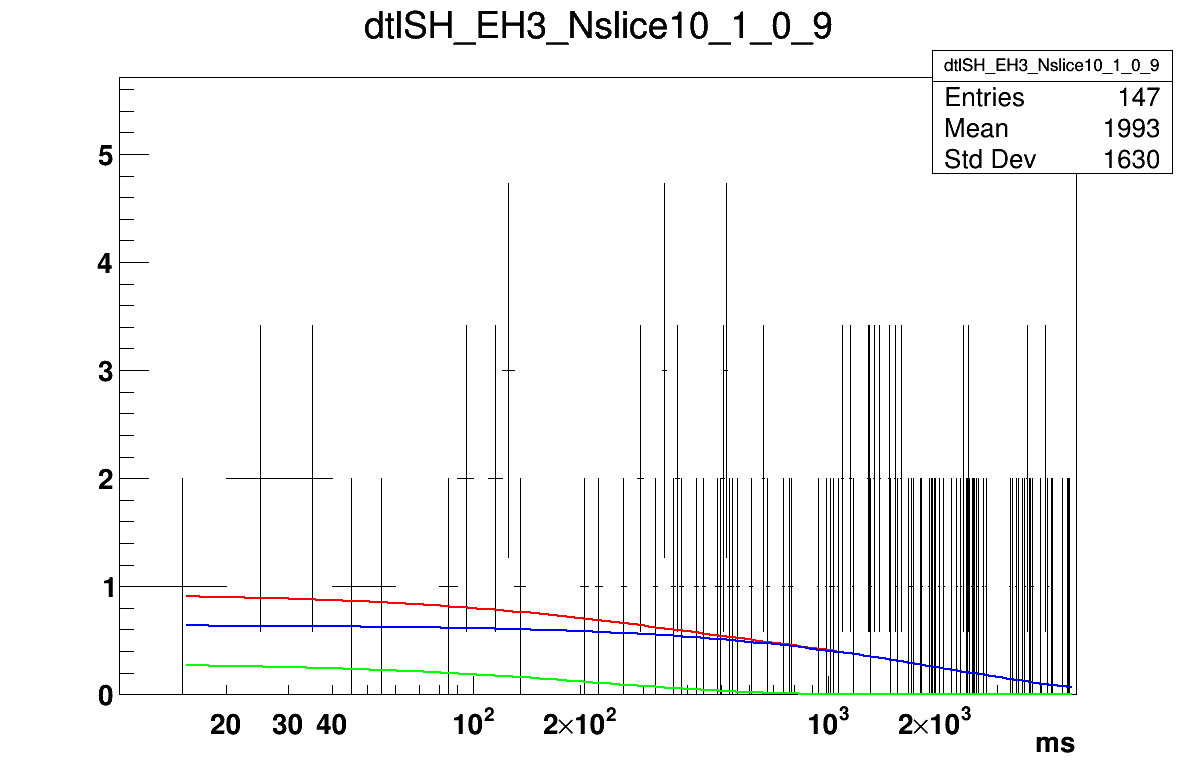 dtlSH_EH3_Nslice10_1_0_9
dtlSH_EH3_Nslice10_1_0_9
Entries 147
Mean 1993
Std Dev 1630
5
4
3
2
1
0
20 30 40 10² 2×10² 10³ 2×10³
ms